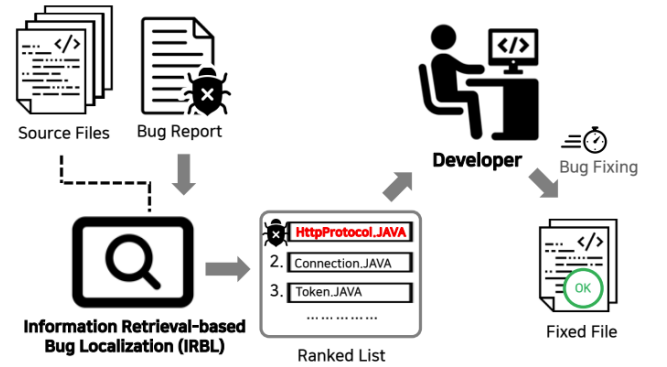 </>
Source Files
Bug Report
</>
Developer
Bug Fixing
Information Retrieval-based
Bug Localization (IRBL)
HttpProtocol.JAVA
2. Connection.JAVA
3. Token.JAVA
……………
Ranked List
</>
OK
Fixed File